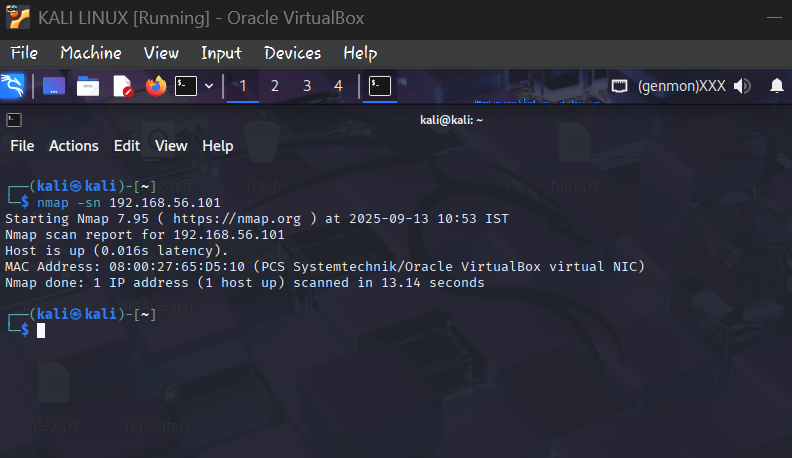 KALI LINUX [Running] - Oracle VirtualBox
File Machine View Input Devices Help
1 2 3 4 (genmon)XXX
kali@kali: ~
File Actions Edit View Help
Trash
file1.txt
┌──(kali㉿kali)-[~]
└─$ nmap -sn 192.168.56.101
Starting Nmap 7.95 ( https://nmap.org ) at 2025-09-13 10:53 IST
Nmap scan report for 192.168.56.101
Host is up (0.016s latency).
MAC Address: 08:00:27:65:D5:10 (PCS Systemtechnik/Oracle VirtualBox virtual NIC)
Nmap done: 1 IP address (1 host up) scanned in 13.14 seconds
┌──(kali㉿kali)-[~]
└─$
file2.txt
repositary